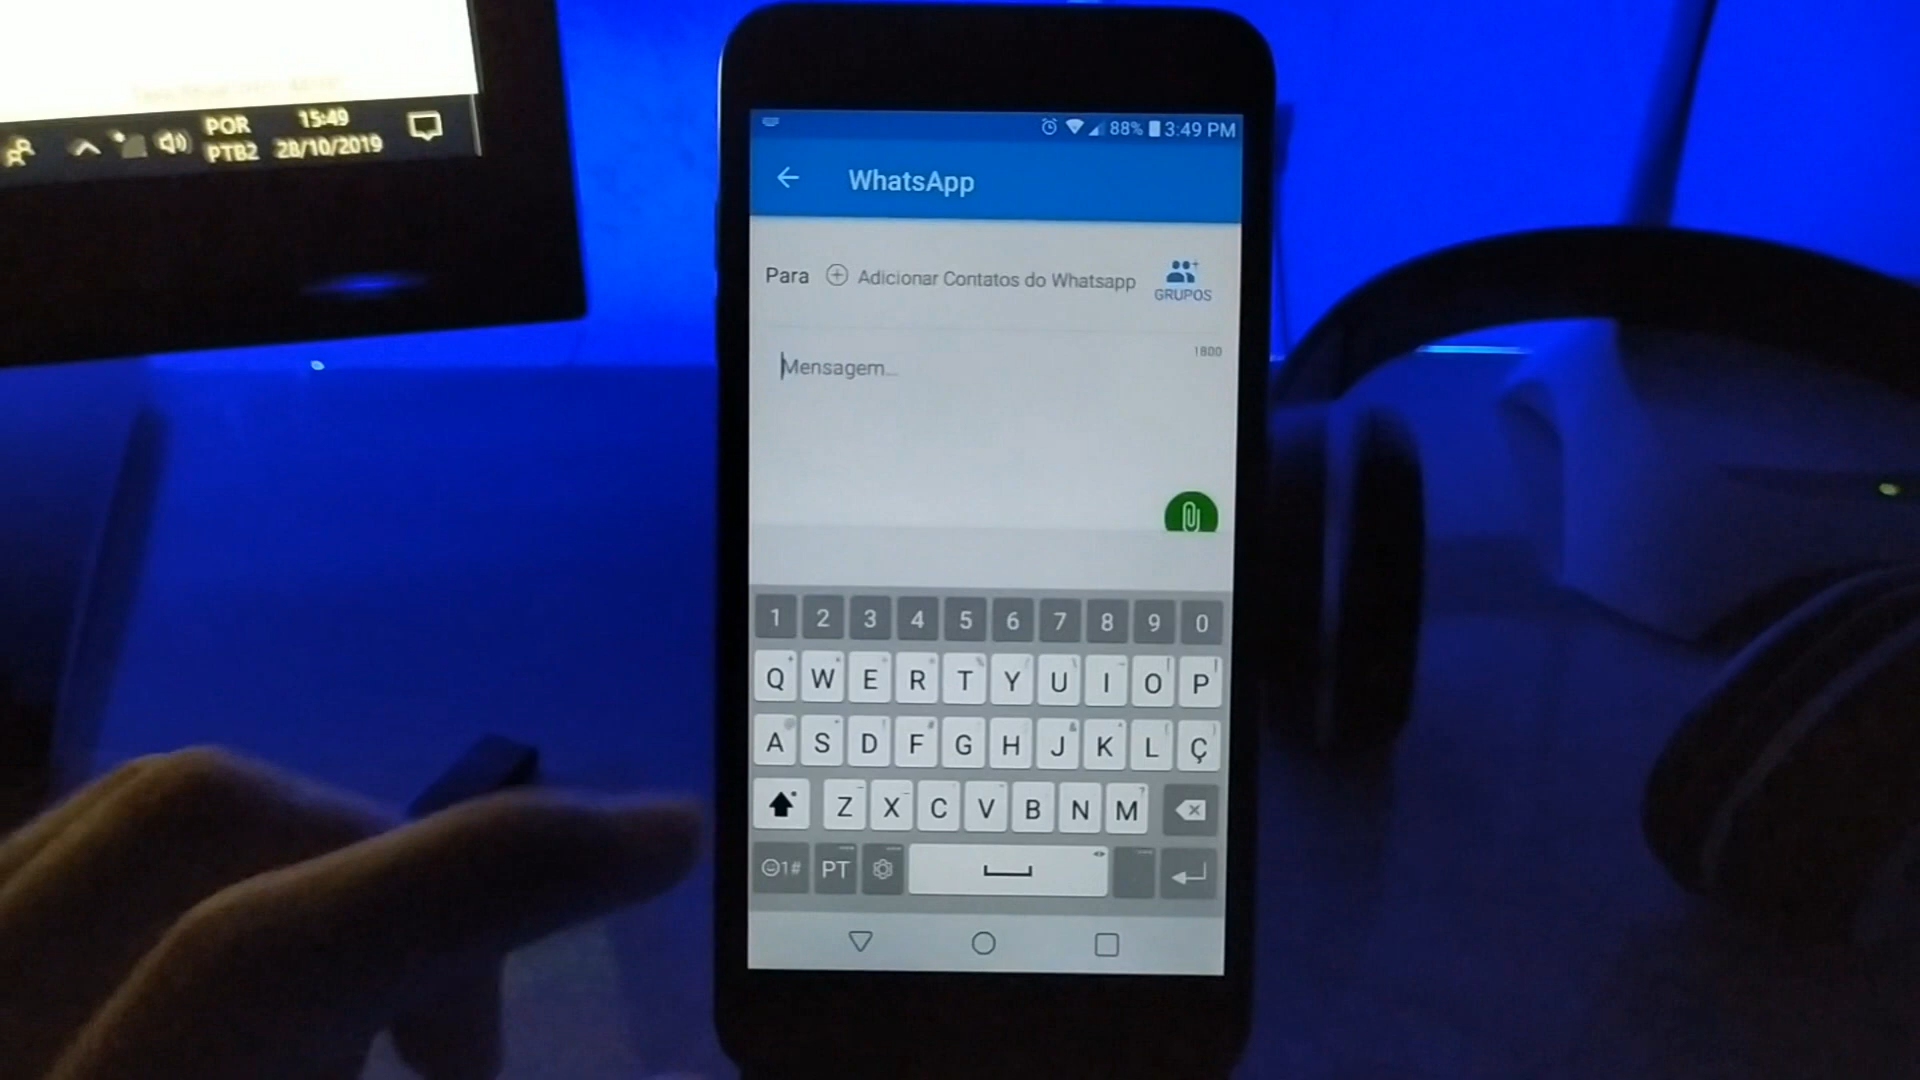 POR
PTB2
15:49
28/10/2019
88% 3:49 PM
WhatsApp
Para Adicionar Contatos do Whatsapp
GRUPOS
1800
Mensagem...
1 2 3 4 5 6 7 8 9 0
Q W E R T Y U I O P
A S D F G H J K L Ç
Z X C V B N M
1# PT